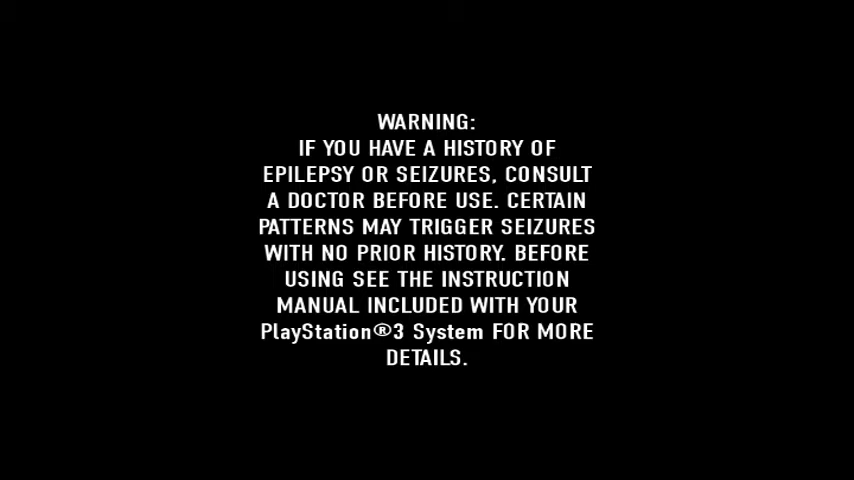 WARNING:
IF YOU HAVE A HISTORY OF
EPILEPSY OR SEIZURES, CONSULT
A DOCTOR BEFORE USE. CERTAIN
PATTERNS MAY TRIGGER SEIZURES
WITH NO PRIOR HISTORY. BEFORE
USING SEE THE INSTRUCTION
MANUAL INCLUDED WITH YOUR
PlayStation®3 System FOR MORE
DETAILS.